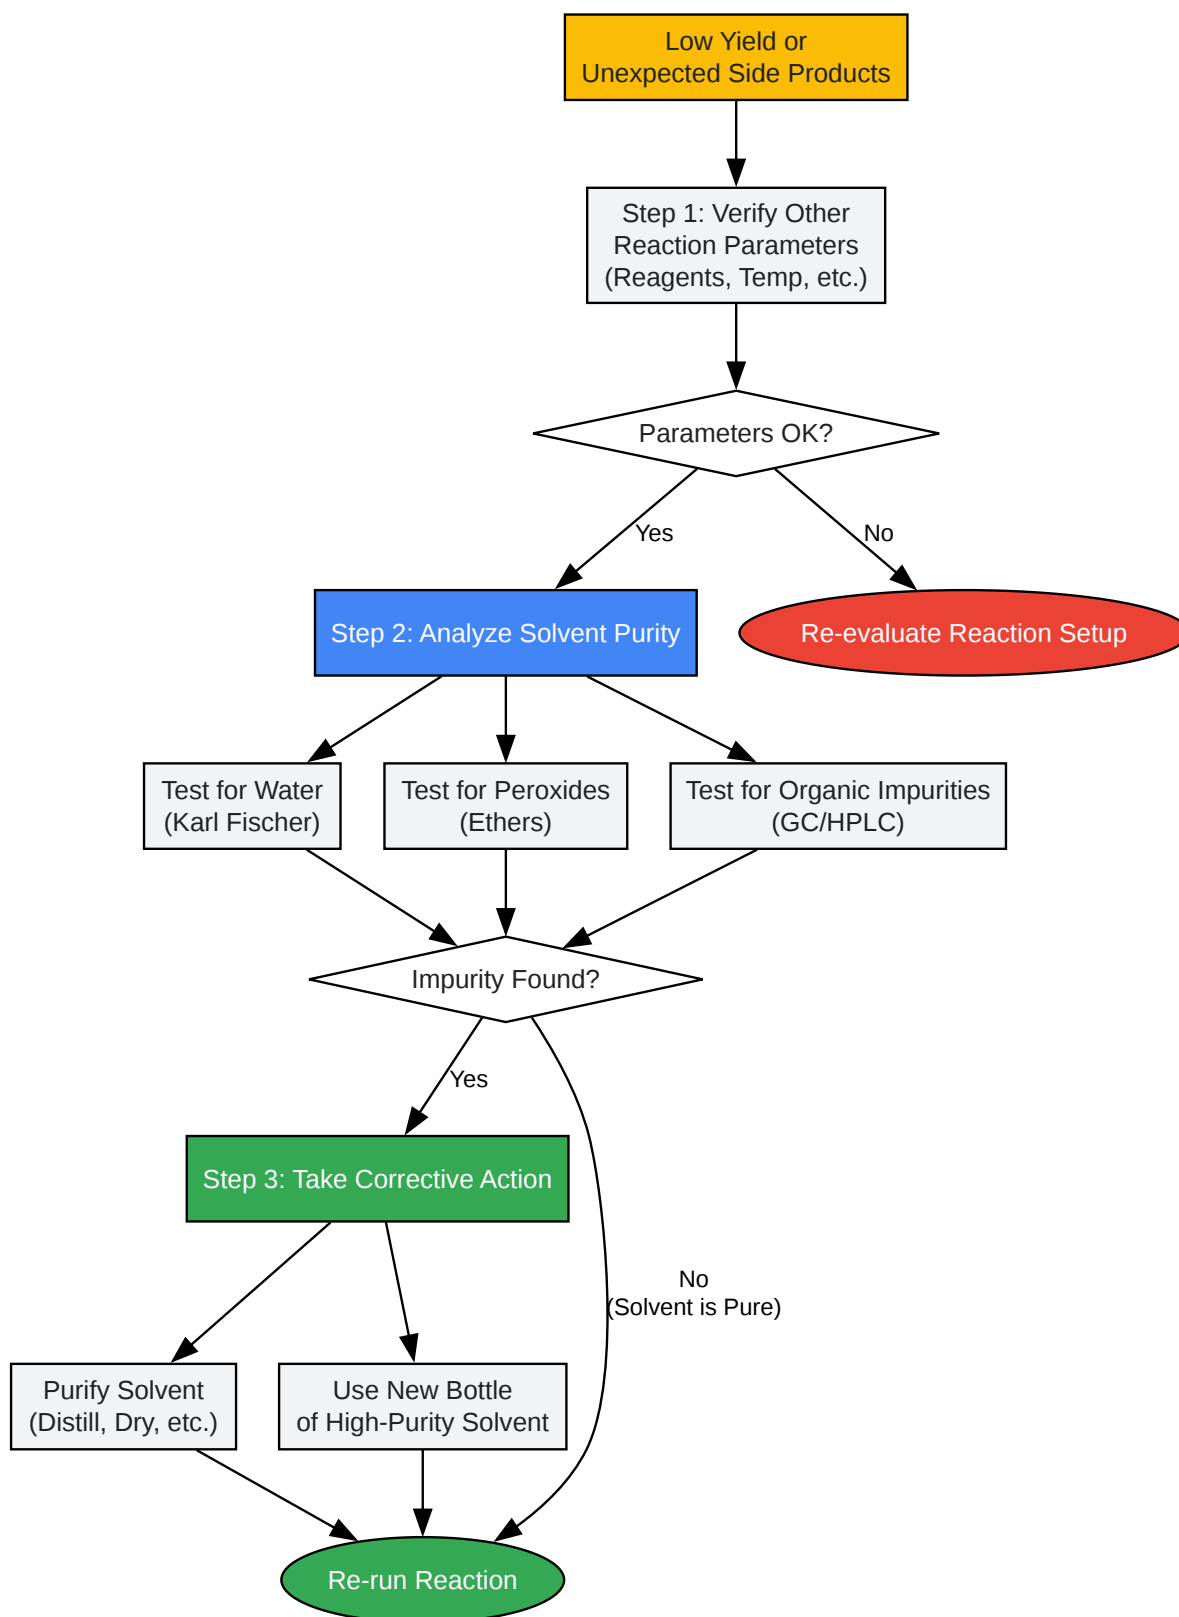 Low Yield or
Unexpected Side Products
Step 1: Verify Other
Reaction Parameters
(Reagents, Temp, etc.)
Parameters OK?
Yes
No
Step 2: Analyze Solvent Purity
Re-evaluate Reaction Setup
Test for Water
(Karl Fischer)
Test for Peroxides
(Ethers)
Test for Organic Impurities
(GC/HPLC)
Impurity Found?
Yes
Step 3: Take Corrective Action
No
(Solvent is Pure)
Purify Solvent
(Distill, Dry, etc.)
Use New Bottle
of High-Purity Solvent
Re-run Reaction